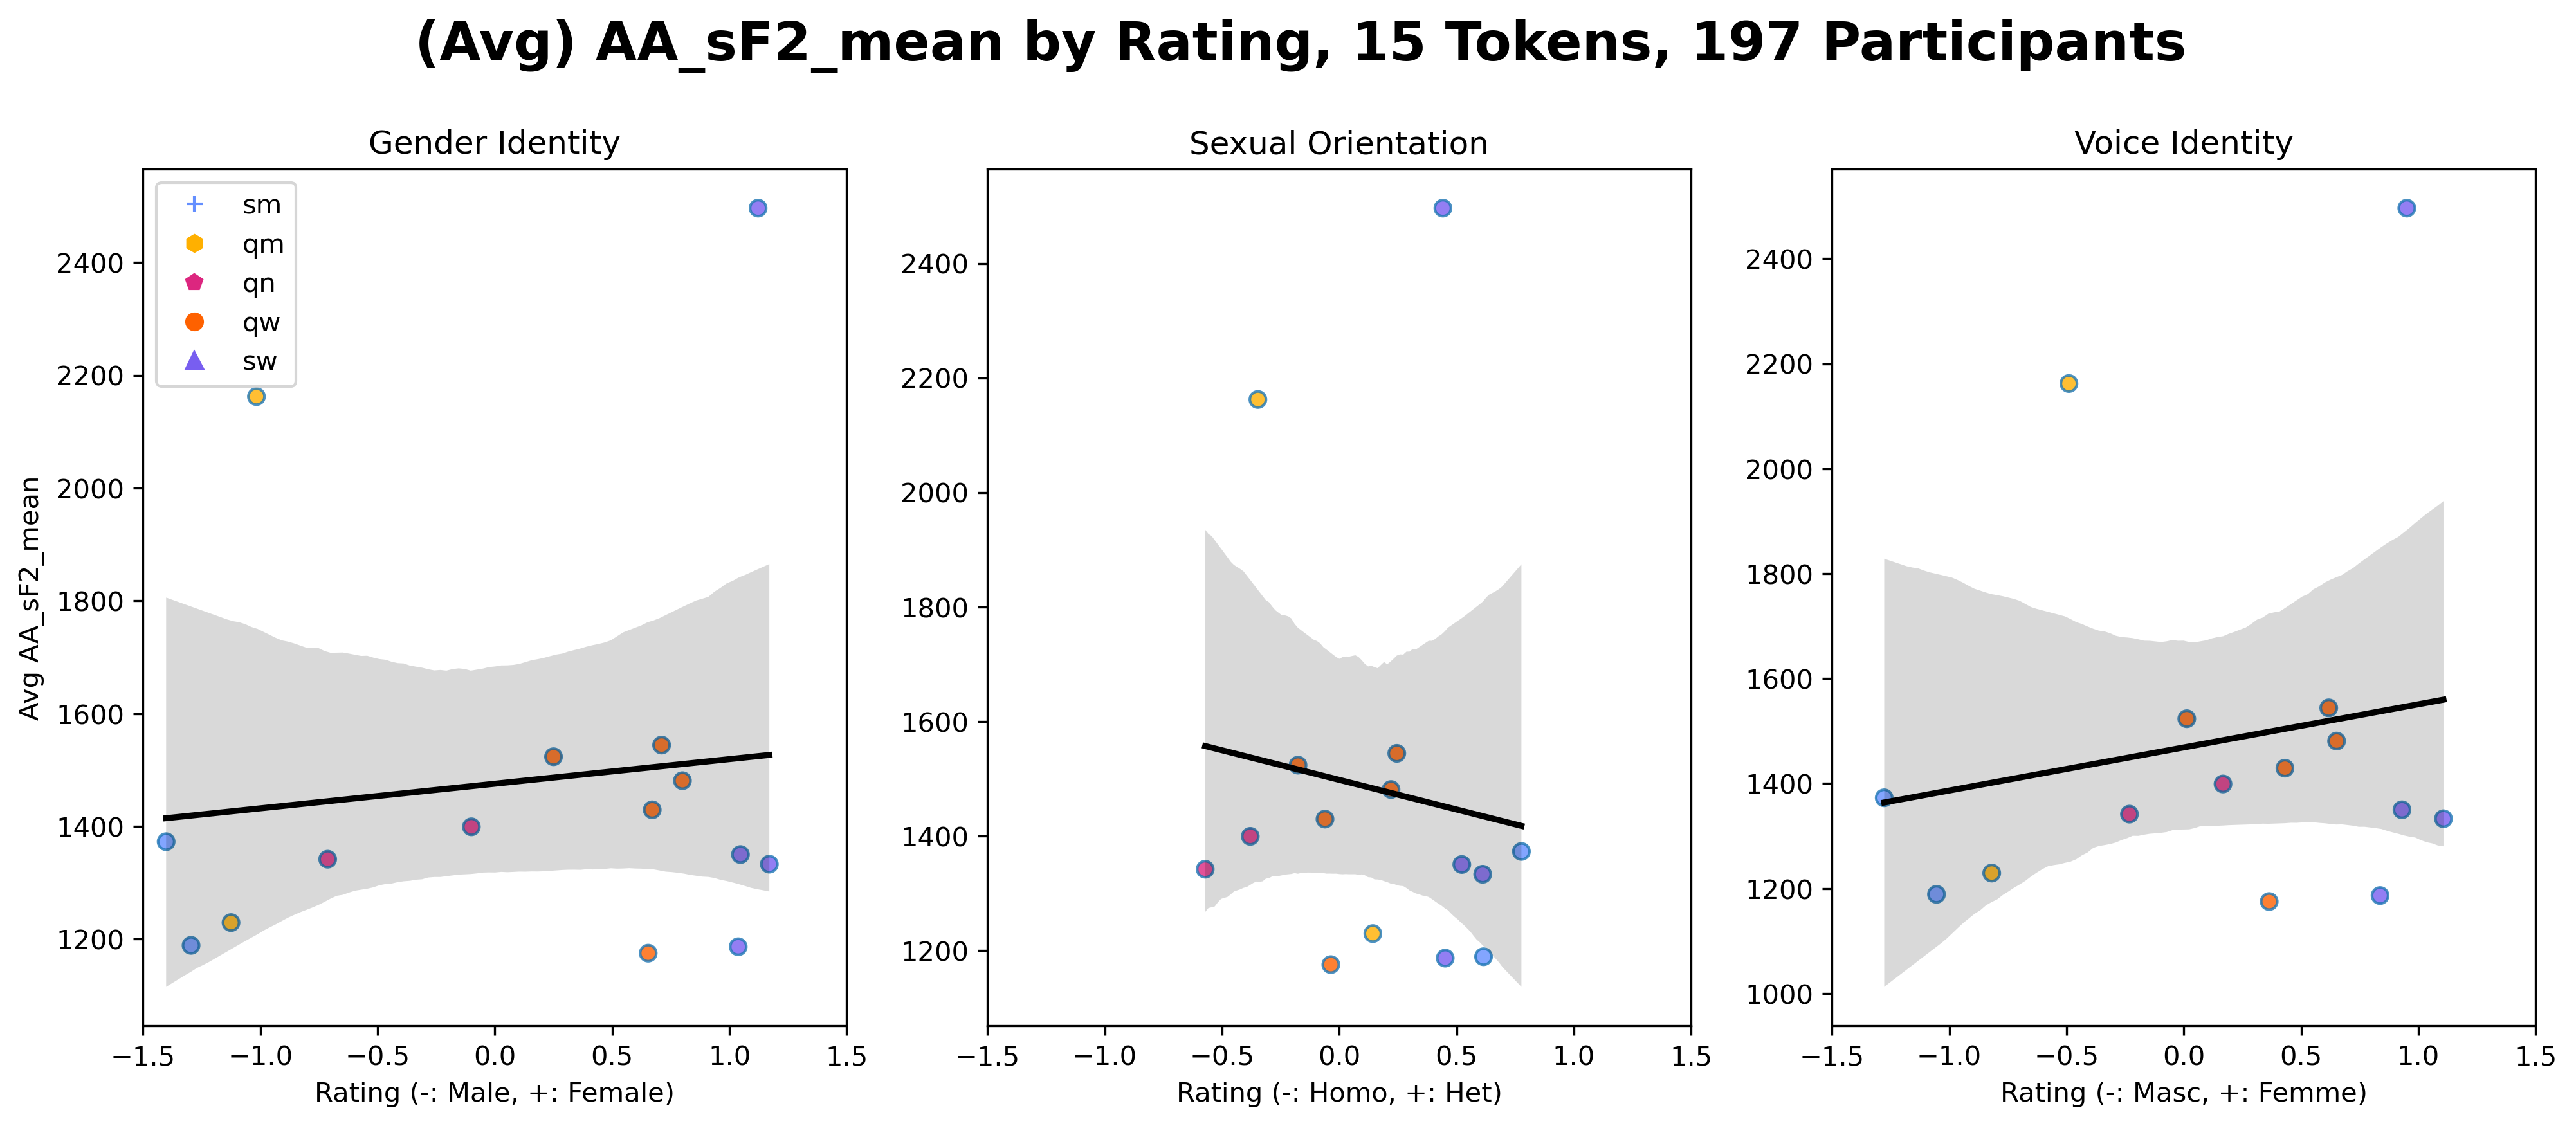 (Avg) AA_sF2_mean by Rating, 15 Tokens, 197 Participants
Gender Identity
sm
qm
qn
qw
sw
Avg AA_sF2_mean
2400
2200
2000
1800
1600
1400
1200
−1.5 −1.0 −0.5 0.0 0.5 1.0 1.5
Rating (-: Male, +: Female)
Sexual Orientation
2400
2200
2000
1800
1600
1400
1200
−1.5 −1.0 −0.5 0.0 0.5 1.0 1.5
Rating (-: Homo, +: Het)
Voice Identity
2400
2200
2000
1800
1600
1400
1200
1000
−1.5 −1.0 −0.5 0.0 0.5 1.0 1.5
Rating (-: Masc, +: Femme)